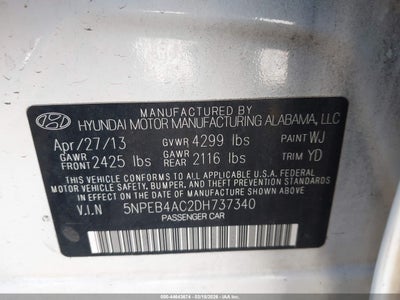 MANUFACTURED BY
HYUNDAI MOTOR MANUFACTURING ALABAMA, LLC
Apr/27/13 GVWR 4299 lbs PAINT WJ
GAWR FRONT 2425 lbs GAWR REAR 2116 lbs TRIM YD
THIS VEHICLE CONFORMS TO ALL APPLICABLE U.S.A. FEDERAL
MOTOR VEHICLE SAFETY, BUMPER, AND THEFT PREVENTION
STANDARDS IN EFFECT ON THE DATE OF MANUFACTURE SHOWN ABOVE.
V.I.N 5NPEB4AC2DH737340
PASSENGER CAR